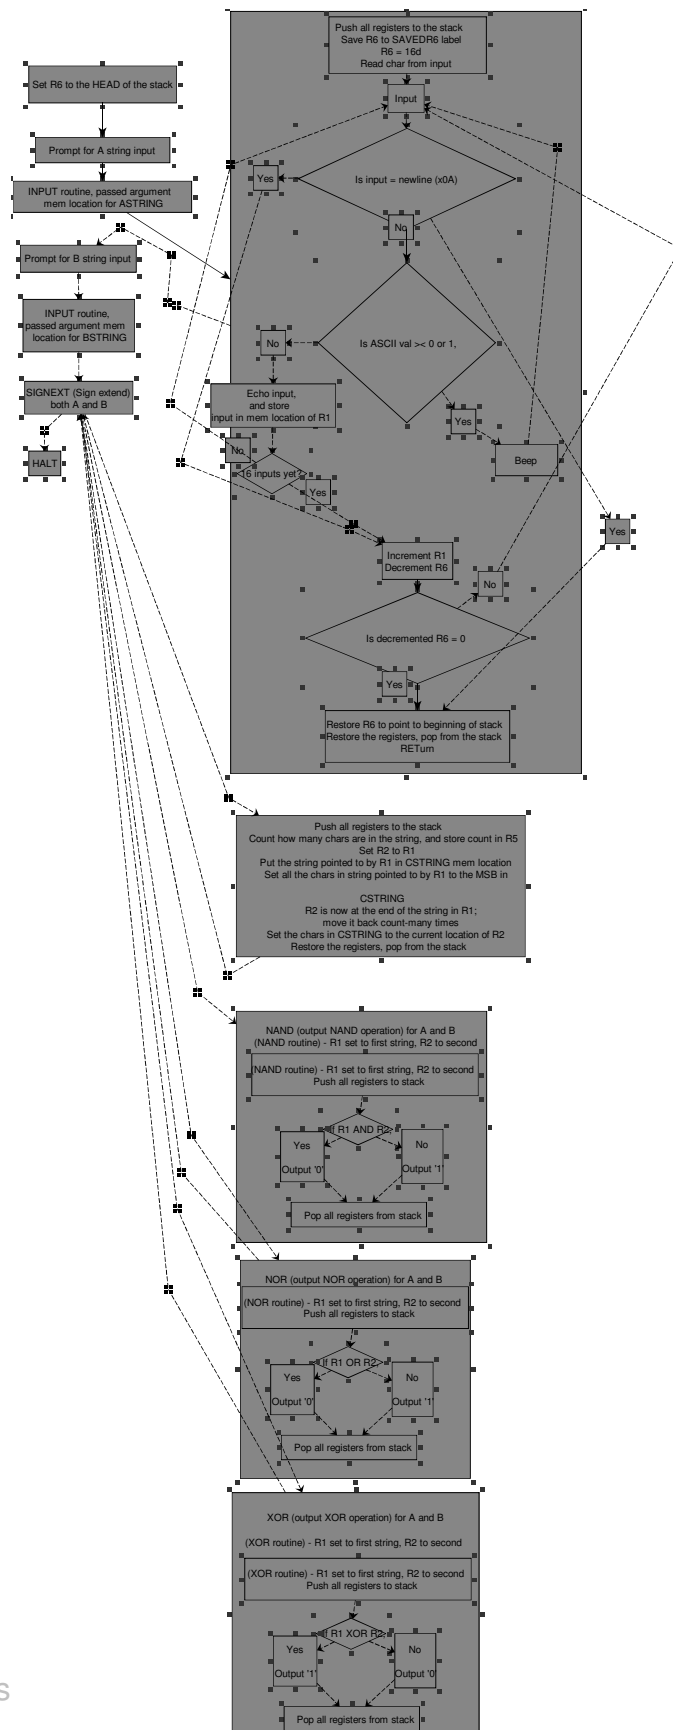 Set R6 to the HEAD of the stack
Prompt for A string input
INPUT routine, passed argument
mem location for ASTRING
Prompt for B string input
INPUT routine,
passed argument mem
location for BSTRING
SIGNEXT (Sign extend)
both A and B
HALT
Push all registers to the stack
Save R6 to SAVEDR6 label
R6 = 16d
Read char from input
Input
Is input = newline (x0A)
Yes
No
Is ASCII val >< 0 or 1,
No
Echo input,
and store
input in mem location of R1
Yes
Beep
No
16 inputs yet?
Yes
Yes
Increment R1
Decrement R6
No
Is decremented R6 = 0
Yes
Restore R6 to point to beginning of stack
Restore the registers, pop from the stack
RETurn
Push all registers to the stack
Count how many chars are in the string, and store count in R5
Set R2 to R1
Put the string pointed to by R1 in CSTRING mem location
Set all the chars in string pointed to by R1 to the MSB in
CSTRING
R2 is now at the end of the string in R1;
move it back count-many times
Set the chars in CSTRING to the current location of R2
Restore the registers, pop from the stack
NAND (output NAND operation) for A and B
(NAND routine) - R1 set to first string, R2 to second
(NAND routine) - R1 set to first string, R2 to second
Push all registers to stack
If R1 AND R2,
Yes
Output '0'
No
Output '1'
Pop all registers from stack
NOR (output NOR operation) for A and B
(NOR routine) - R1 set to first string, R2 to second
Push all registers to stack
If R1 OR R2,
Yes
Output '0'
No
Output '1'
Pop all registers from stack
XOR (output XOR operation) for A and B
(XOR routine) - R1 set to first string, R2 to second
(XOR routine) - R1 set to first string, R2 to second
Push all registers to stack
If R1 XOR R2,
Yes
Output '1'
No
Output '0'
Pop all registers from stack
s